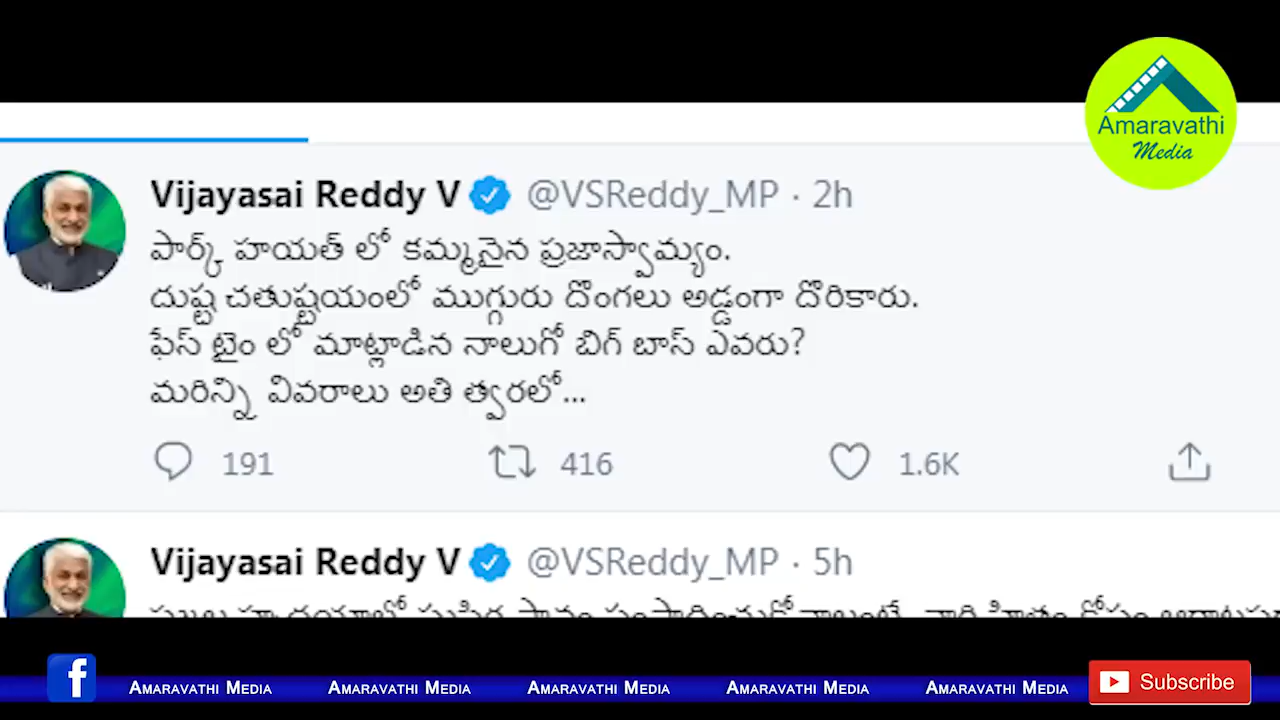 Amaravathi
Media
Vijayasai Reddy V @VSReddy_MP · 2h
పార్క్ హయత్ లో కమ్మనైన ప్రజాస్వామ్యం.
దుష్ట చతుష్టయంలో ముగ్గురు దొంగలు అడ్డంగా దొరికారు.
ఫేస్ టైం లో మాట్లాడిన నాలుగో బిగ్ బాస్ ఎవరు?
మరిన్ని వివరాలు అతి త్వరలో...
191 416 1.6K
Vijayasai Reddy V @VSReddy_MP · 5h
f Amaravathi Media Amaravathi Media Amaravathi Media Amaravathi Media Amaravathi Media Subscribe